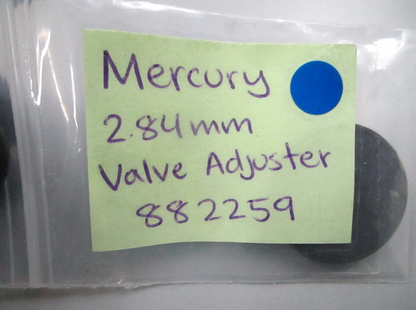 Mercury
2.84mm
Valve Adjuster
882259